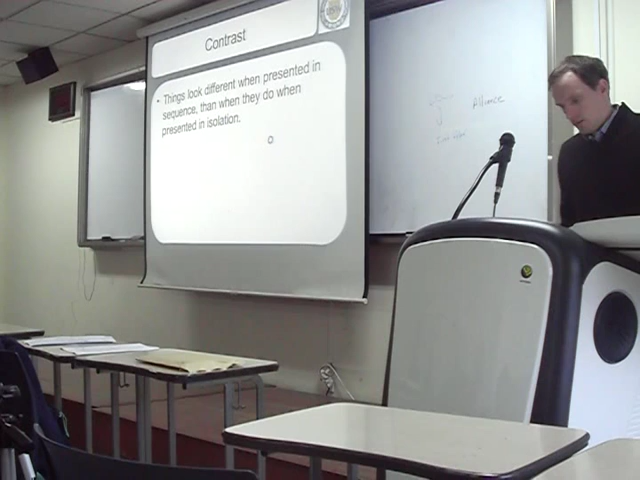 Contrast
• Things look different when presented in
sequence, than when they do when
presented in isolation.
Alliance